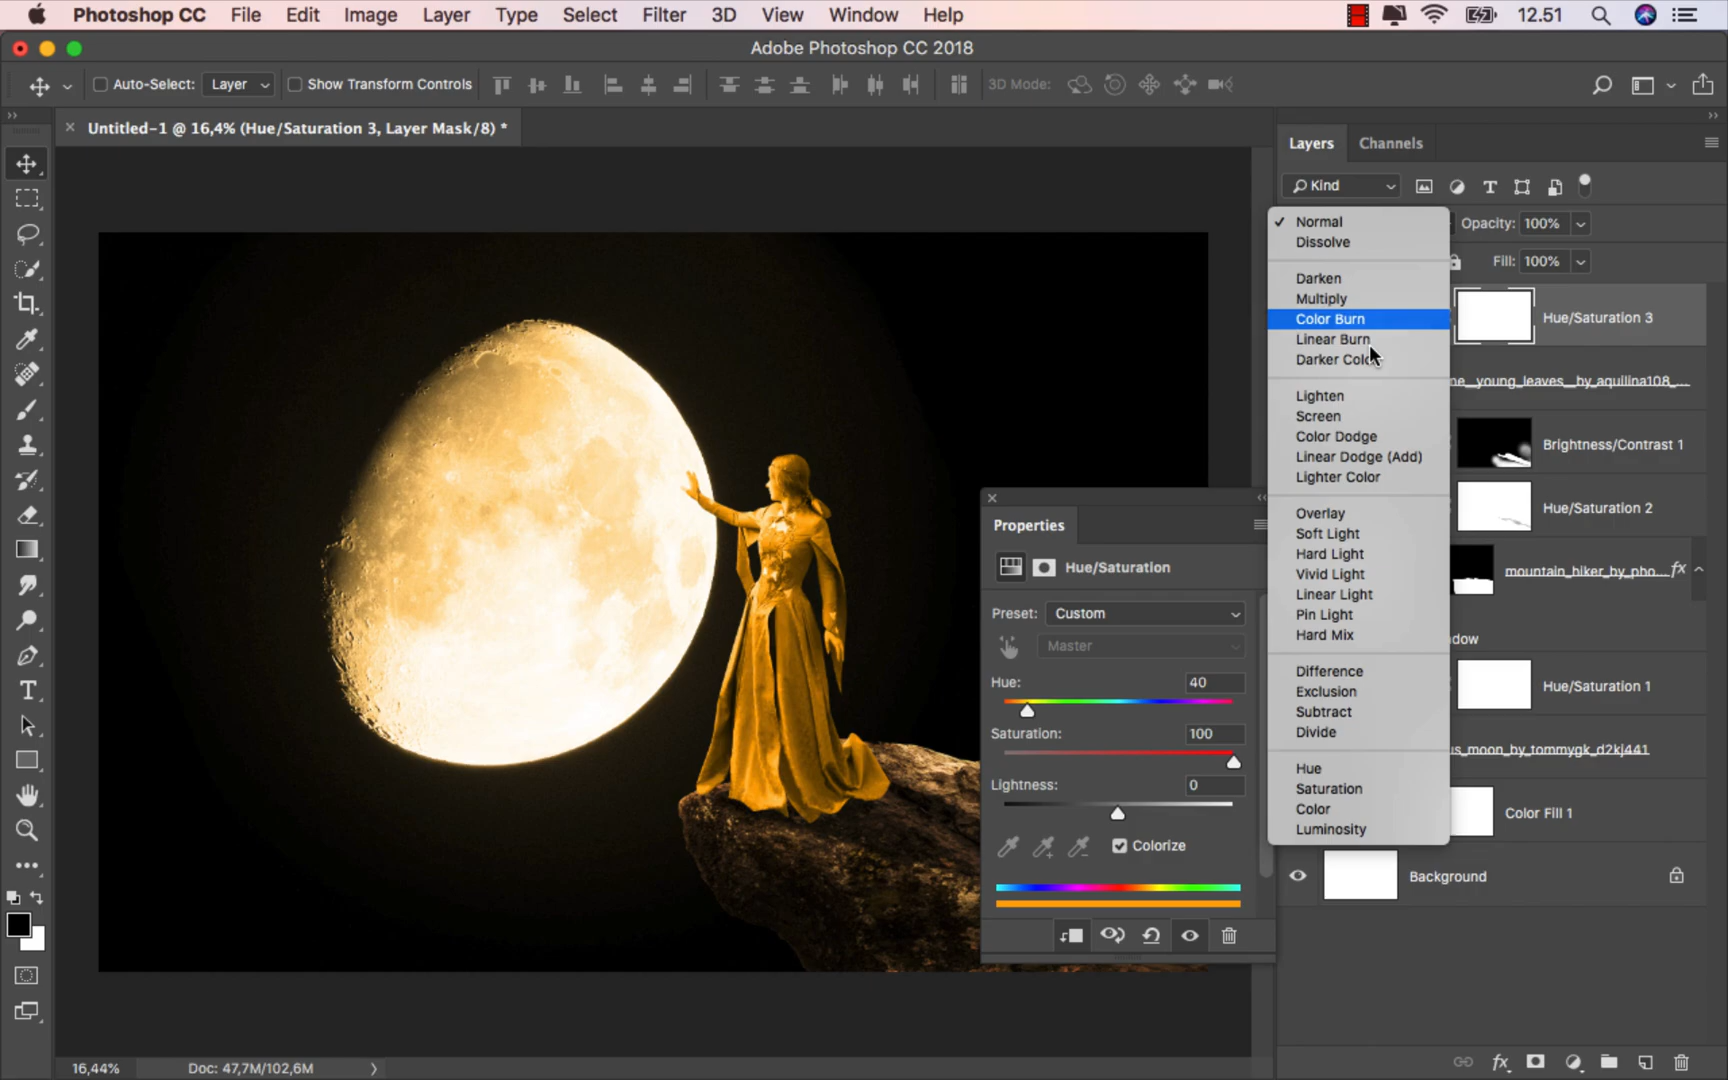 Photoshop CC File Edit Image Layer Type Select Filter 3D View Window Help 12.51
Adobe Photoshop CC 2018
Auto-Select: Layer Show Transform Controls 3D Mode:
Untitled-1 @ 16,4% (Hue/Saturation 3, Layer Mask/8) *
Layers Channels
Kind
Opacity: 100%
Fill: 100%
Normal
Dissolve
Darken
Multiply
Color Burn
Linear Burn
Darker Color
Lighten
Screen
Color Dodge
Linear Dodge (Add)
Lighter Color
Overlay
Soft Light
Hard Light
Vivid Light
Linear Light
Pin Light
Hard Mix
Difference
Exclusion
Subtract
Divide
Hue
Saturation
Color
Luminosity
Hue/Saturation 3
ne__young_leaves__by_aquilina108_...
Brightness/Contrast 1
Hue/Saturation 2
mountain_hiker_by_pho... fx
dow
Hue/Saturation 1
us_moon_by_tommygk_d2kj441
Color Fill 1
Background
Properties
Hue/Saturation
Preset: Custom
Master
Hue: 40
Saturation: 100
Lightness: 0
Colorize
16,44% Doc: 47,7M/102,6M
fx